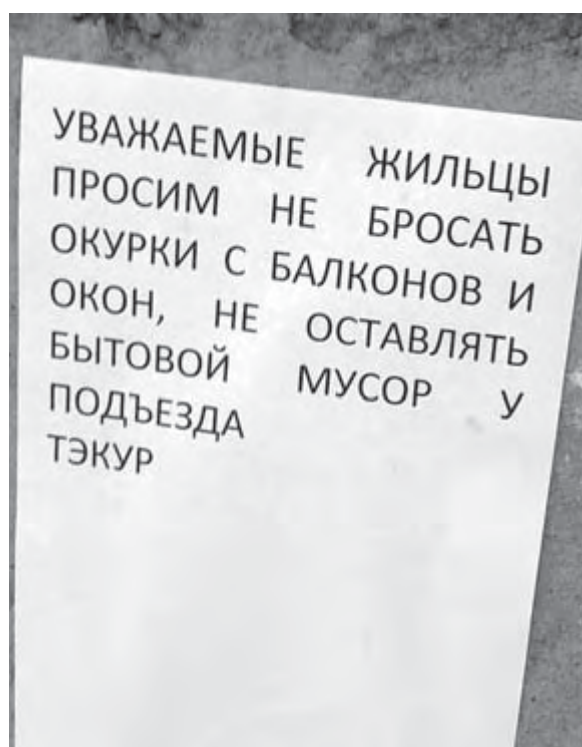 УВАЖАЕМЫЕ ЖИЛЬЦЫ
ПРОСИМ НЕ БРОСАТЬ
ОКУРКИ С БАЛКОНОВ И
ОКОН, НЕ ОСТАВЛЯТЬ
БЫТОВОЙ МУСОР У
ПОДЪЕЗДА
ТЭКУР